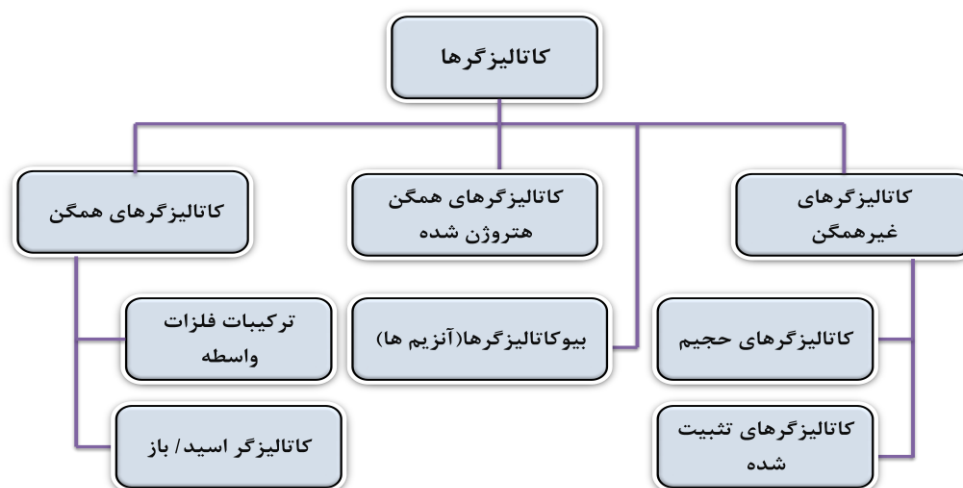 کاتالیزگرها
کاتالیزگرهای
غیرهمگن
کاتالیزگرهای همگن
هتروژن شده
کاتالیزگرهای همگن
کاتالیزگرهای حجیم
بیوکاتالیزگرها(آنزیم ها)
ترکیبات فلزات
واسطه
کاتالیزگرهای تثبیت
شده
کاتالیزگر اسید/ باز